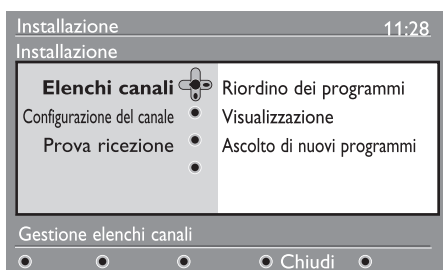 Installazione 11:28
Installazione
Elenchi canali Riordino dei programmi
Configurazione del canale Visualizzazione
Prova ricezione Ascolto di nuovi programmi
Gestione elenchi canali
Chiudi